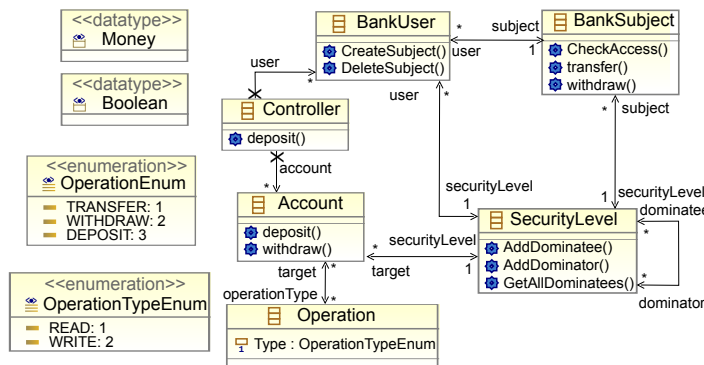 <<datatype>>
Money
<<datatype>>
Boolean
<<enumeration>>
OperationEnum
TRANSFER: 1
WITHDRAW: 2
DEPOSIT: 3
<<enumeration>>
OperationTypeEnum
READ: 1
WRITE: 2
BankUser
CreateSubject()
DeleteSubject()
BankSubject
CheckAccess()
transfer()
withdraw()
*
subject
user
1
user
*
Controller
deposit()
account
*
user
*
securityLevel
1
*
subject
1
securityLevel
Account
deposit()
withdraw()
target
*
operationType
*
*
target
securityLevel
1
SecurityLevel
AddDominatee()
AddDominator()
GetAllDominatees()
dominatee
*
*
dominator
Operation
1
Type : OperationTypeEnum